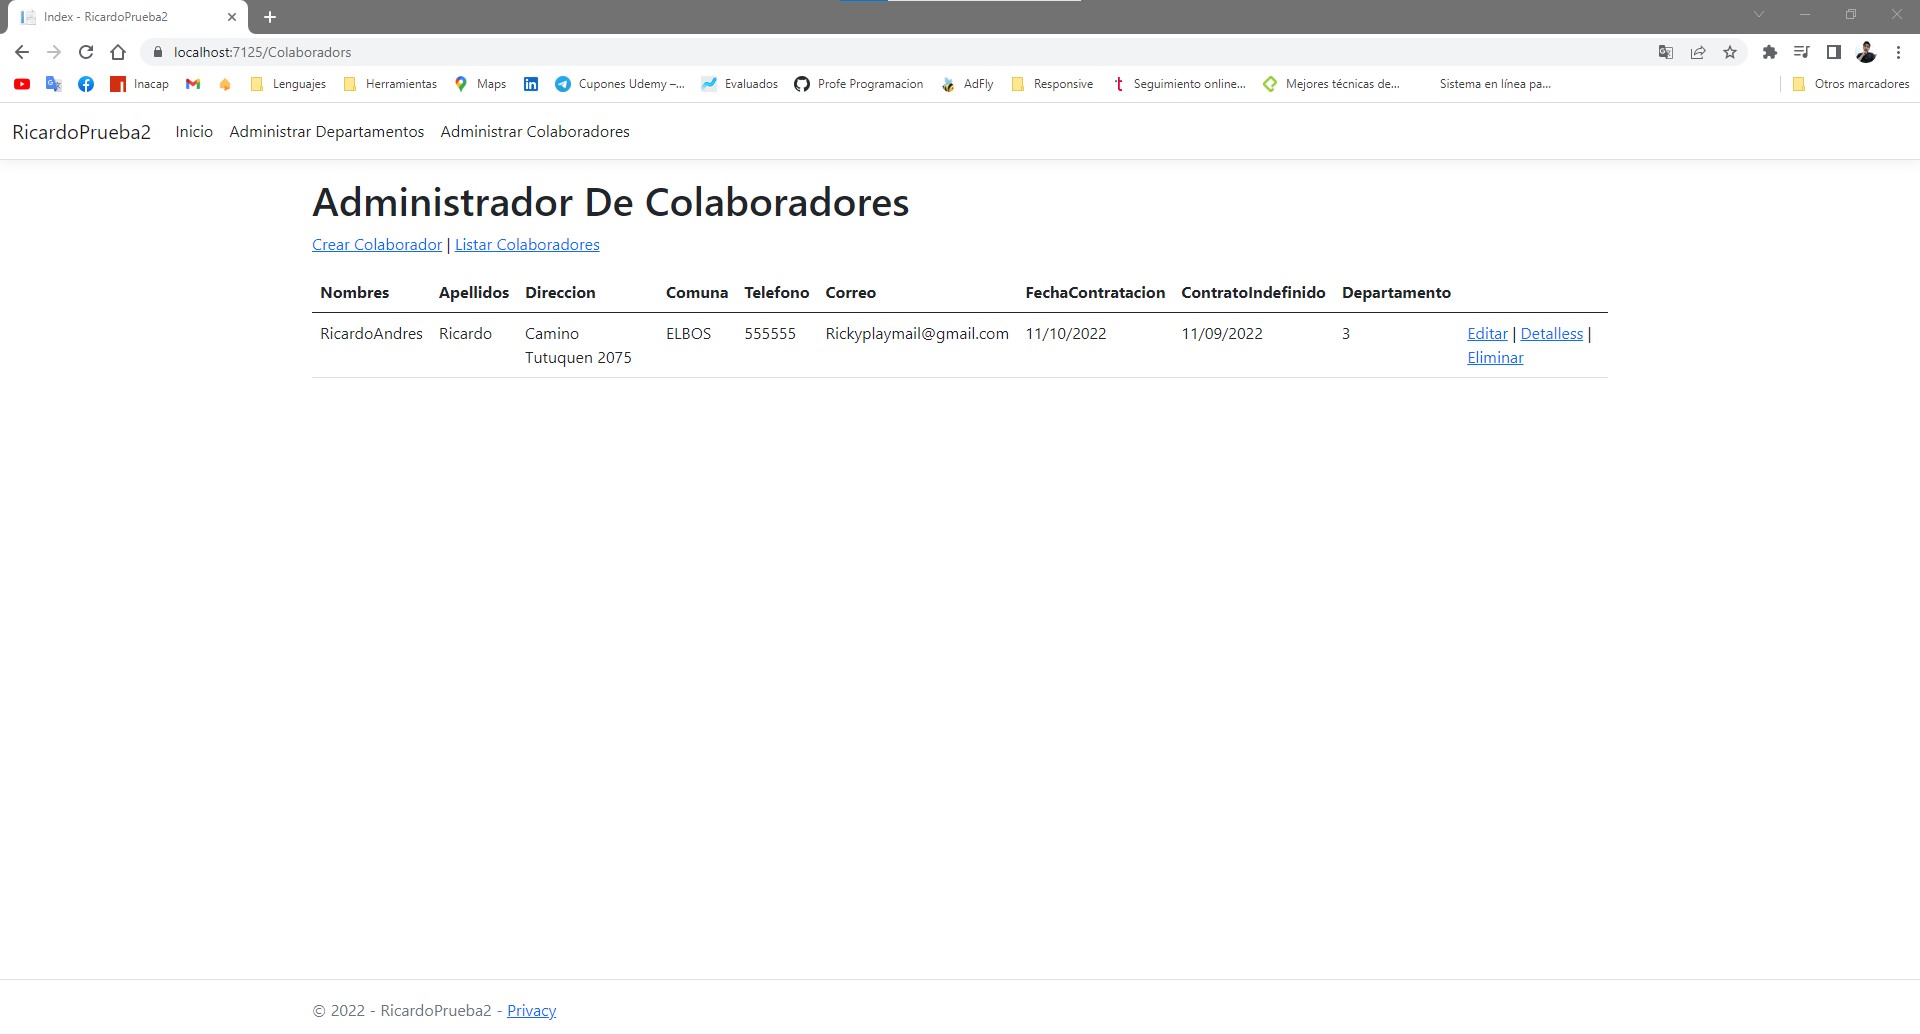 Index - RicardoPrueba2
localhost:7125/Colaboradors
Inacap Lenguajes Herramientas Maps Cupones Udemy –... Evaluados Profe Programacion AdFly Responsive Seguimiento online... Mejores técnicas de... Sistema en línea pa... Otros marcadores
RicardoPrueba2 Inicio Administrar Departamentos Administrar Colaboradores
Administrador De Colaboradores
Crear Colaborador | Listar Colaboradores
Nombres Apellidos Direccion Comuna Telefono Correo FechaContratacion ContratoIndefinido Departamento
RicardoAndres Ricardo Camino ELBOS 555555 Rickyplaymail@gmail.com 11/10/2022 11/09/2022 3 Editar | Detalless |
Tutuquen 2075 Eliminar
© 2022 - RicardoPrueba2 - Privacy